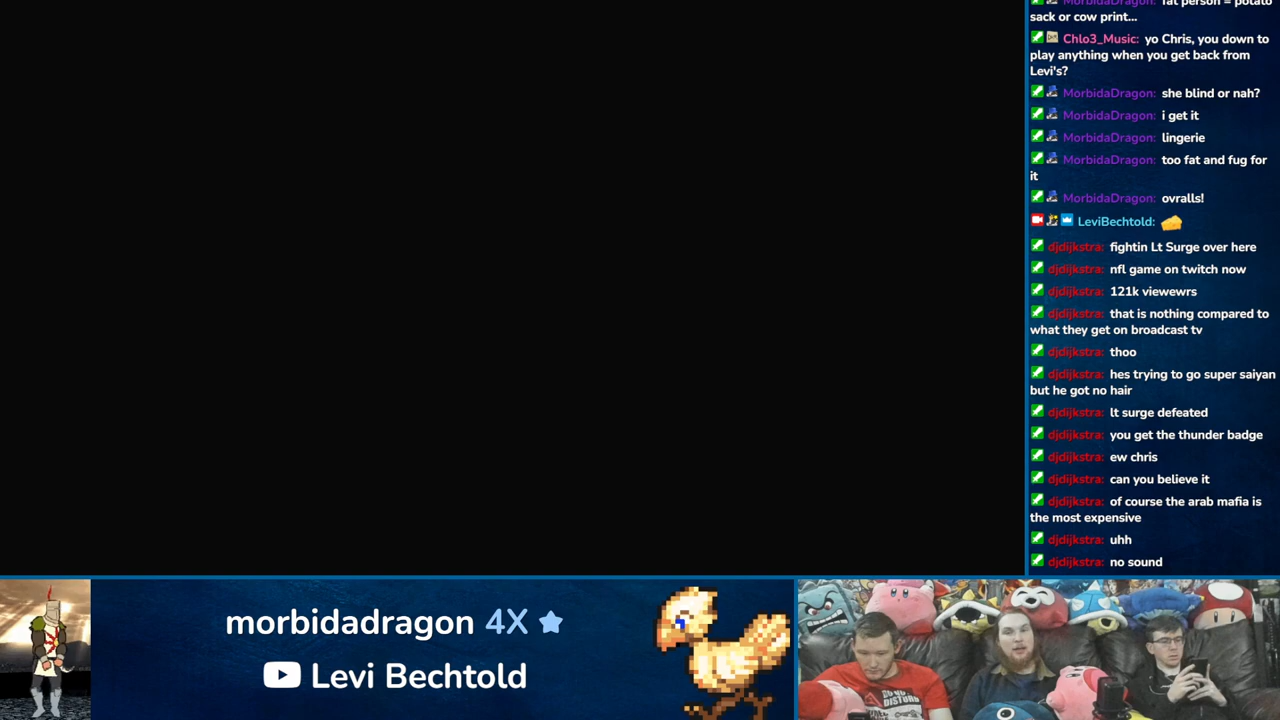 MorbidaDragon: fat person = potato
sack or cow print...
Chlo3_Music: yo Chris, you down to
play anything when you get back from
Levi's?
MorbidaDragon: she blind or nah?
MorbidaDragon: i get it
MorbidaDragon: lingerie
MorbidaDragon: too fat and fug for
it
MorbidaDragon: ovralls!
LeviBechtold:
djdijkstra: fightin Lt Surge over here
djdijkstra: nfl game on twitch now
djdijkstra: 121k viewewrs
djdijkstra: that is nothing compared to
what they get on broadcast tv
djdijkstra: thoo
djdijkstra: hes trying to go super saiyan
but he got no hair
djdijkstra: lt surge defeated
djdijkstra: you get the thunder badge
djdijkstra: ew chris
djdijkstra: can you believe it
djdijkstra: of course the arab mafia is
the most expensive
djdijkstra: uhh
djdijkstra: no sound
morbidadragon 4X
Levi Bechtold